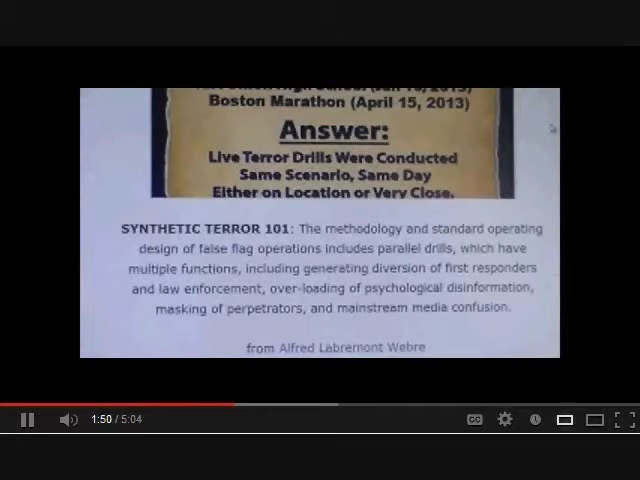 Boston Marathon (April 15, 2013)
Answer:
Live Terror Drills Were Conducted
Same Scenario, Same Day
Either on Location or Very Close.
SYNTHETIC TERROR 101: The methodology and standard operating
design of false flag operations includes parallel drills, which have
multiple functions, including generating diversion of first responders
and law enforcement, over-loading of psychological disinformation,
masking of perpetrators, and mainstream media confusion.
from Alfred Labremont Webre
1:50 / 5:04
CC